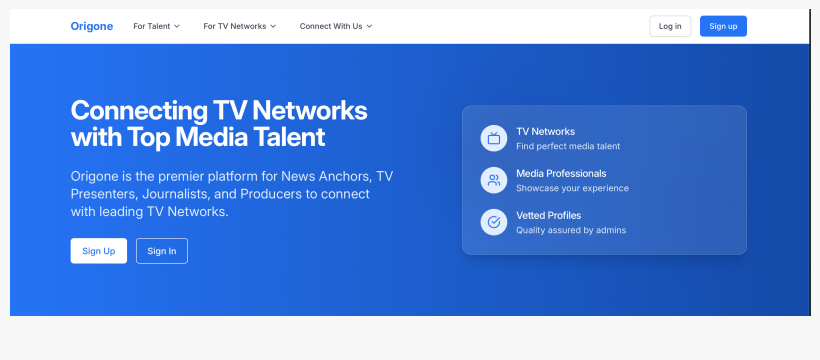 Origone
For Talent
For TV Networks
Connect With Us
Log in
Sign up
Connecting TV Networks
with Top Media Talent
Origone is the premier platform for News Anchors, TV
Presenters, Journalists, and Producers to connect
with leading TV Networks.
Sign Up
Sign In
TV Networks
Find perfect media talent
Media Professionals
Showcase your experience
Vetted Profiles
Quality assured by admins